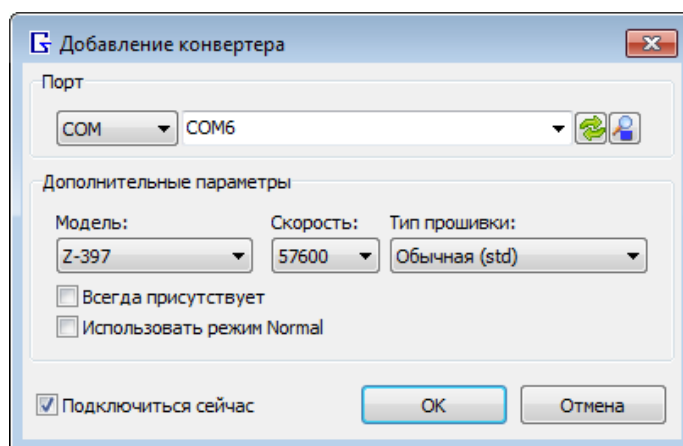 Добавление конвертера
Порт
COM COM6
Дополнительные параметры
Модель: Скорость: Тип прошивки:
Z-397 57600 Обычная (std)
Всегда присутствует
Использовать режим Normal
Подключиться сейчас OK Отмена